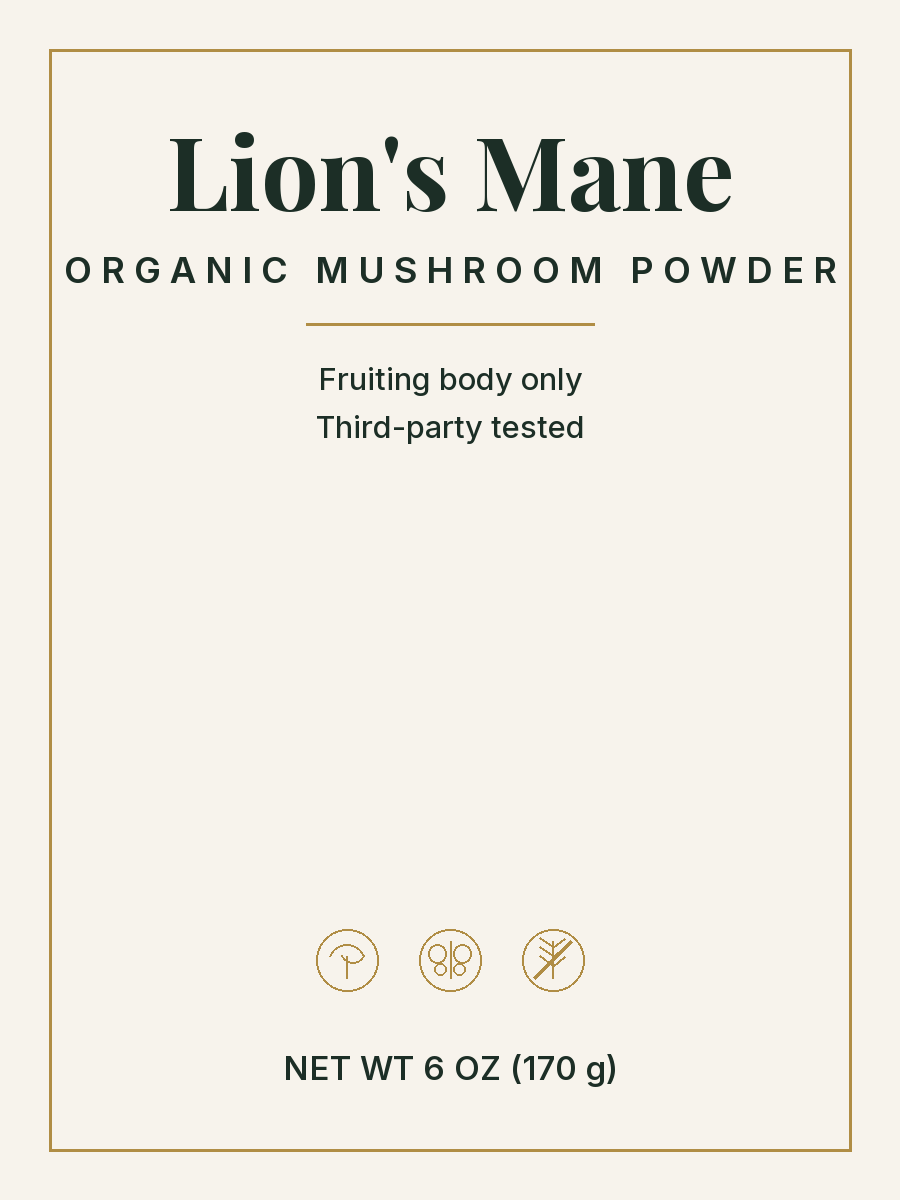 Lion's Mane
ORGANIC MUSHROOM POWDER
Fruiting body only
Third-party tested
NET WT 6 OZ (170 g)